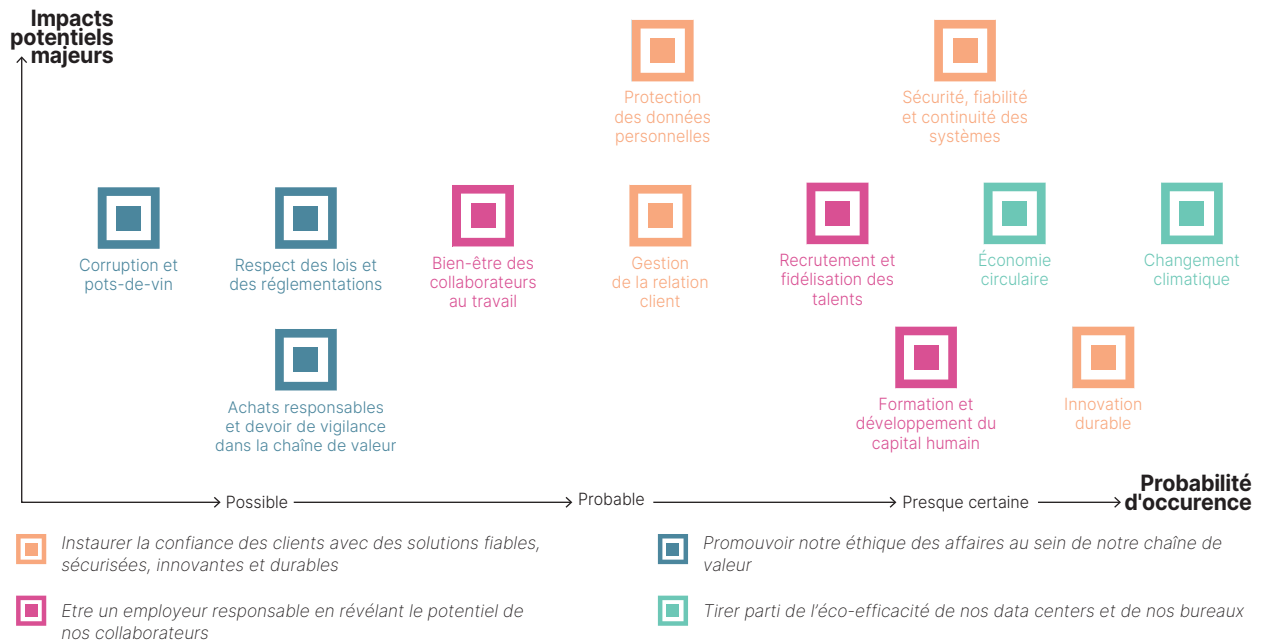 Impacts
potentiels
majeurs
Protection
des données
personnelles
Sécurité, fiabilité
et continuité des
systèmes
Corruption et
pots-de-vin
Respect des lois et
des réglementations
Bien-être des
collaborateurs
au travail
Gestion
de la relation
client
Recrutement et
fidélisation des
talents
Économie
circulaire
Changement
climatique
Achats responsables
et devoir de vigilance
dans la chaîne de valeur
Formation et
développement du
capital humain
Innovation
durable
Possible
Probable
Presque certaine
Probabilité
d'occurence
Instaurer la confiance des clients avec des solutions fiables,
sécurisées, innovantes et durables
Promouvoir notre éthique des affaires au sein de notre chaîne de
valeur
Etre un employeur responsable en révélant le potentiel de
nos collaborateurs
Tirer parti de l’éco-efficacité de nos data centers et de nos bureaux